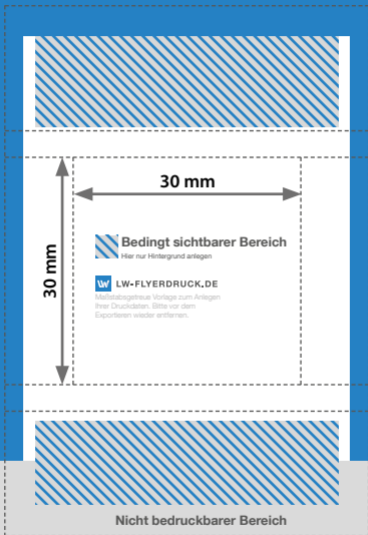 30 mm
30 mm
Bedingt sichtbarer Bereich
Hier nur Hintergrund anlegen
LW-FLYERDRUCK.DE
Maßstabsgetreue Vorlage zum Anlegen
Ihrer Druckdaten. Bitte vor dem
Exportieren wieder entfernen.
Nicht bedruckbarer Bereich